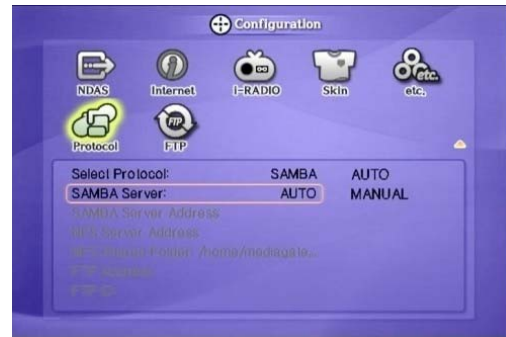 Configuration
NDAS Internet i-RADIO Skin etc.
Protocol FTP
Select Protocol: SAMBA AUTO
SAMBA Server: AUTO MANUAL
SAMBA Server Address
NFS Server Address